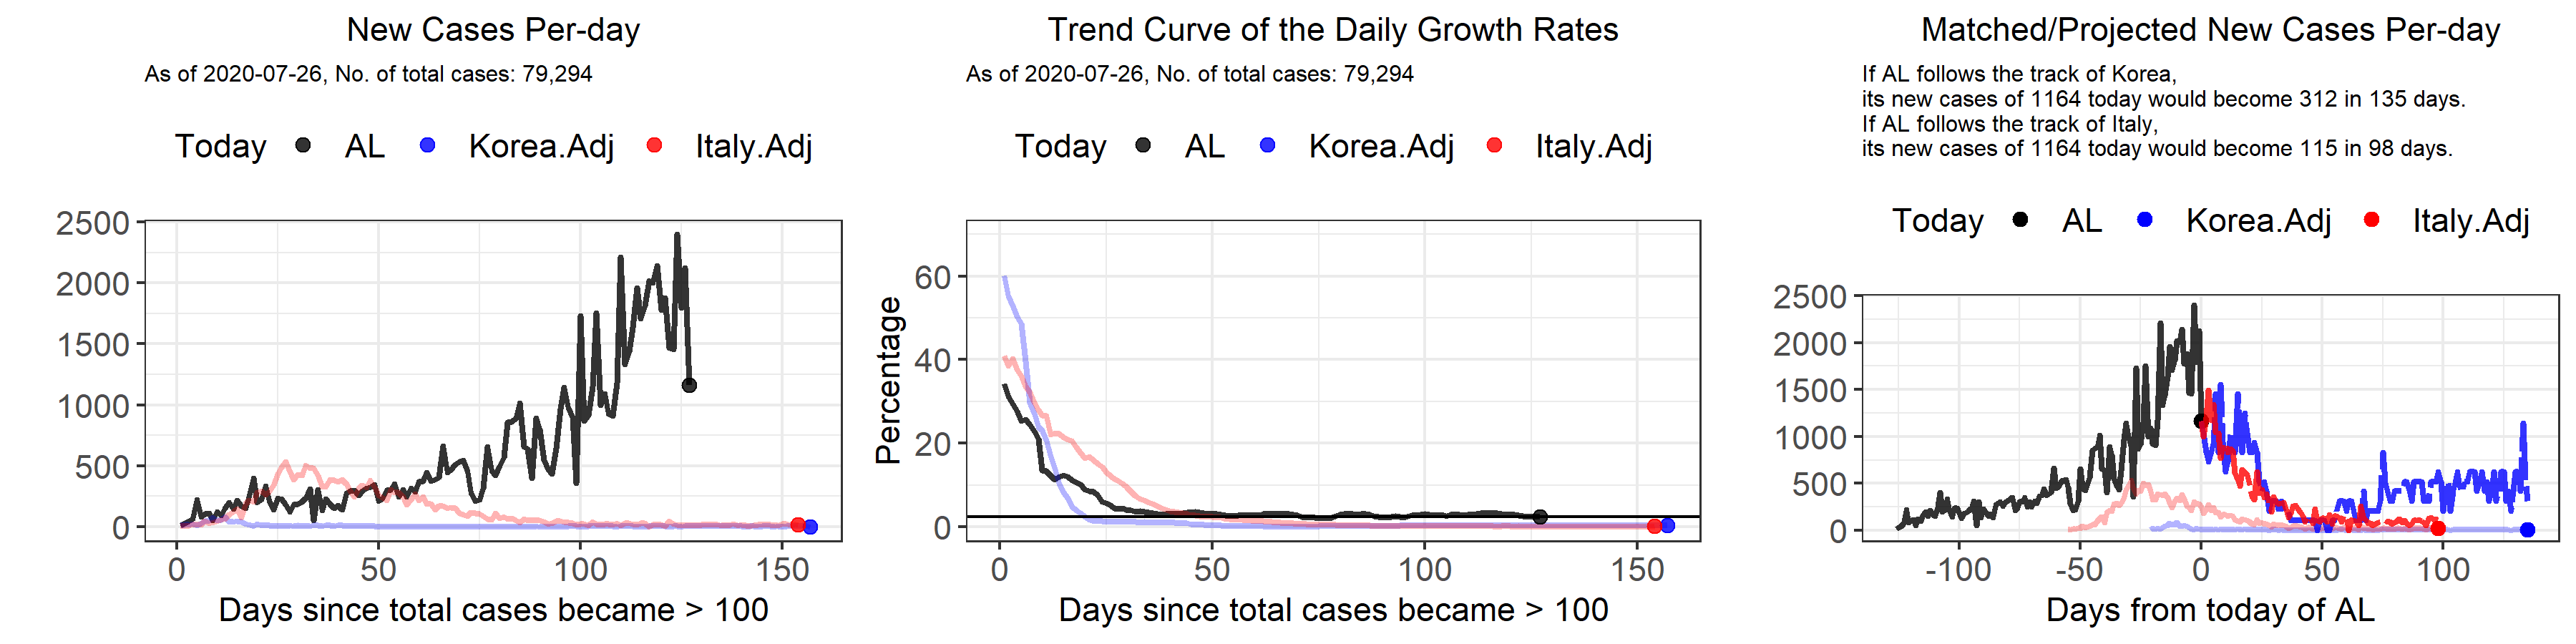 New Cases Per-day
As of 2020-07-26, No. of total cases: 79,294
Today AL Korea.Adj Italy.Adj
2500
2000
1500
1000
500
0
0 50 100 150
Days since total cases became > 100
Trend Curve of the Daily Growth Rates
As of 2020-07-26, No. of total cases: 79,294
Today AL Korea.Adj Italy.Adj
Percentage
60
40
20
0
0 50 100 150
Days since total cases became > 100
Matched/Projected New Cases Per-day
If AL follows the track of Korea,
its new cases of 1164 today would become 312 in 135 days.
If AL follows the track of Italy,
its new cases of 1164 today would become 115 in 98 days.
Today AL Korea.Adj Italy.Adj
2500
2000
1500
1000
500
0
-100 -50 0 50 100
Days from today of AL